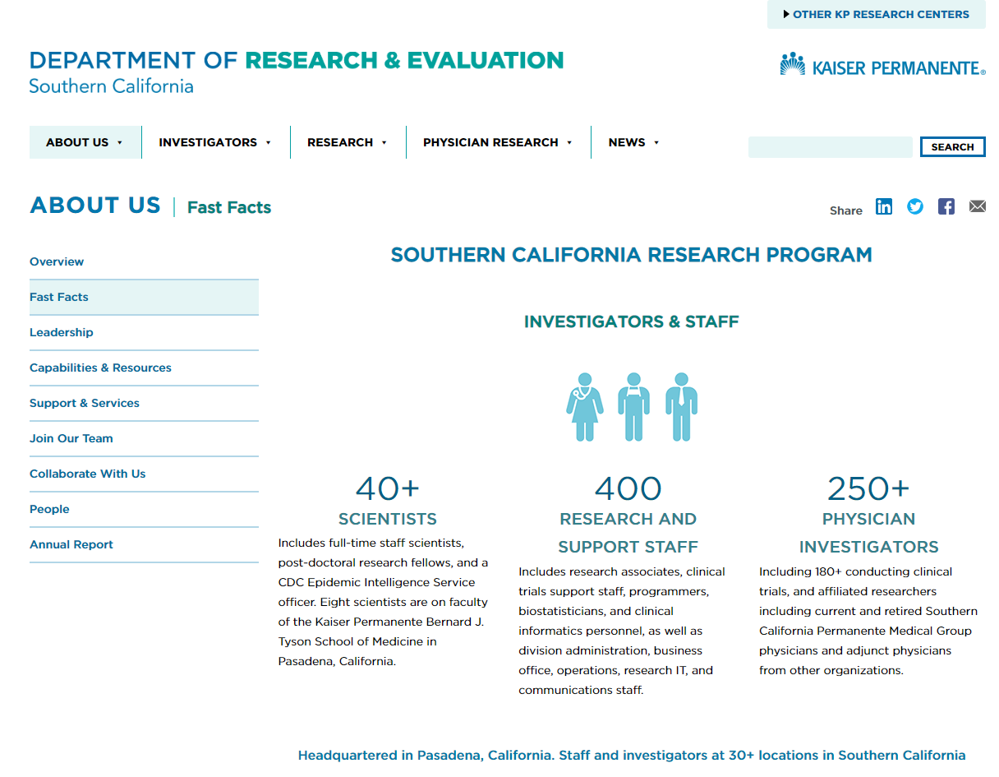 OTHER KP RESEARCH CENTERS
DEPARTMENT OF RESEARCH & EVALUATION
Southern California
KAISER PERMANENTE®
ABOUT US
INVESTIGATORS
RESEARCH
PHYSICIAN RESEARCH
NEWS
SEARCH
ABOUT US | Fast Facts
Share
Overview
Fast Facts
Leadership
Capabilities & Resources
Support & Services
Join Our Team
Collaborate With Us
People
Annual Report
SOUTHERN CALIFORNIA RESEARCH PROGRAM
INVESTIGATORS & STAFF
40+
SCIENTISTS
Includes full-time staff scientists,
post-doctoral research fellows, and a
CDC Epidemic Intelligence Service
officer. Eight scientists are on faculty
of the Kaiser Permanente Bernard J.
Tyson School of Medicine in
Pasadena, California.
400
RESEARCH AND
SUPPORT STAFF
Includes research associates, clinical
trials support staff, programmers,
biostatisticians, and clinical
informatics personnel, as well as
division administration, business
office, operations, research IT, and
communications staff.
250+
PHYSICIAN
INVESTIGATORS
Including 180+ conducting clinical
trials, and affiliated researchers
including current and retired Southern
California Permanente Medical Group
physicians and adjunct physicians
from other organizations.
Headquartered in Pasadena, California. Staff and investigators at 30+ locations in Southern California